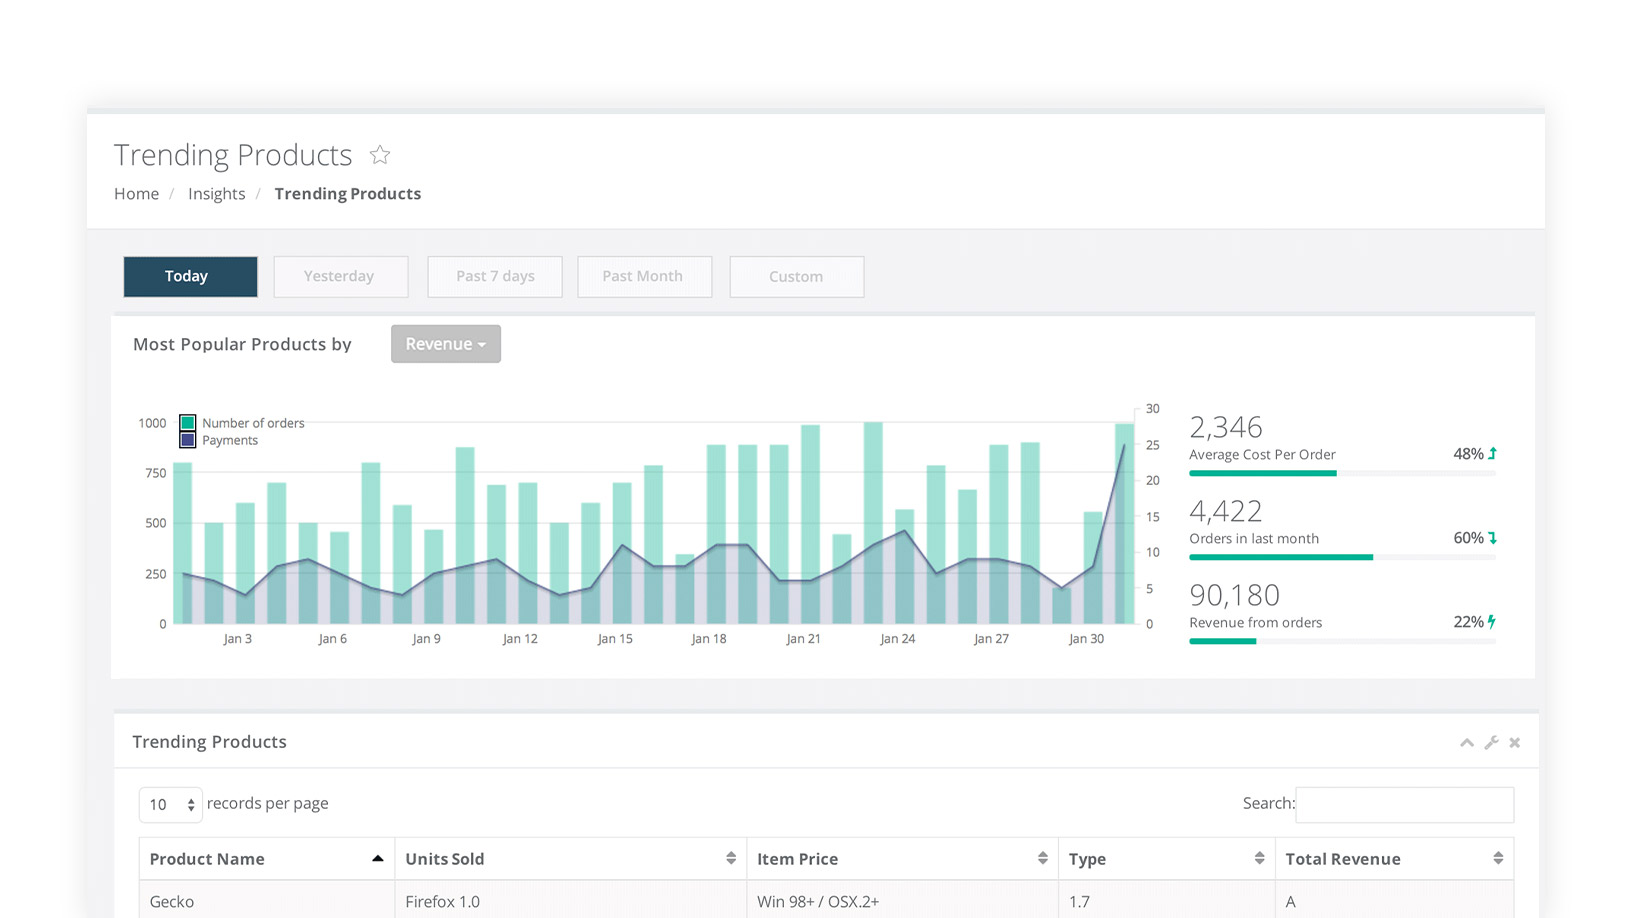 Trending Products
Home / Insights / Trending Products
Today Yesterday Past 7 days Past Month Custom
Most Popular Products by Revenue
1000
750
500
250
0
Number of orders
Payments
30
25
20
15
10
5
0
Jan 3 Jan 6 Jan 9 Jan 12 Jan 15 Jan 18 Jan 21 Jan 24 Jan 27 Jan 30
2,346
Average Cost Per Order 48%
4,422
Orders in last month 60%
90,180
Revenue from orders 22%
Trending Products
10 records per page Search:
Product Name Units Sold Item Price Type Total Revenue
Gecko Firefox 1.0 Win 98+ / OSX.2+ 1.7 A